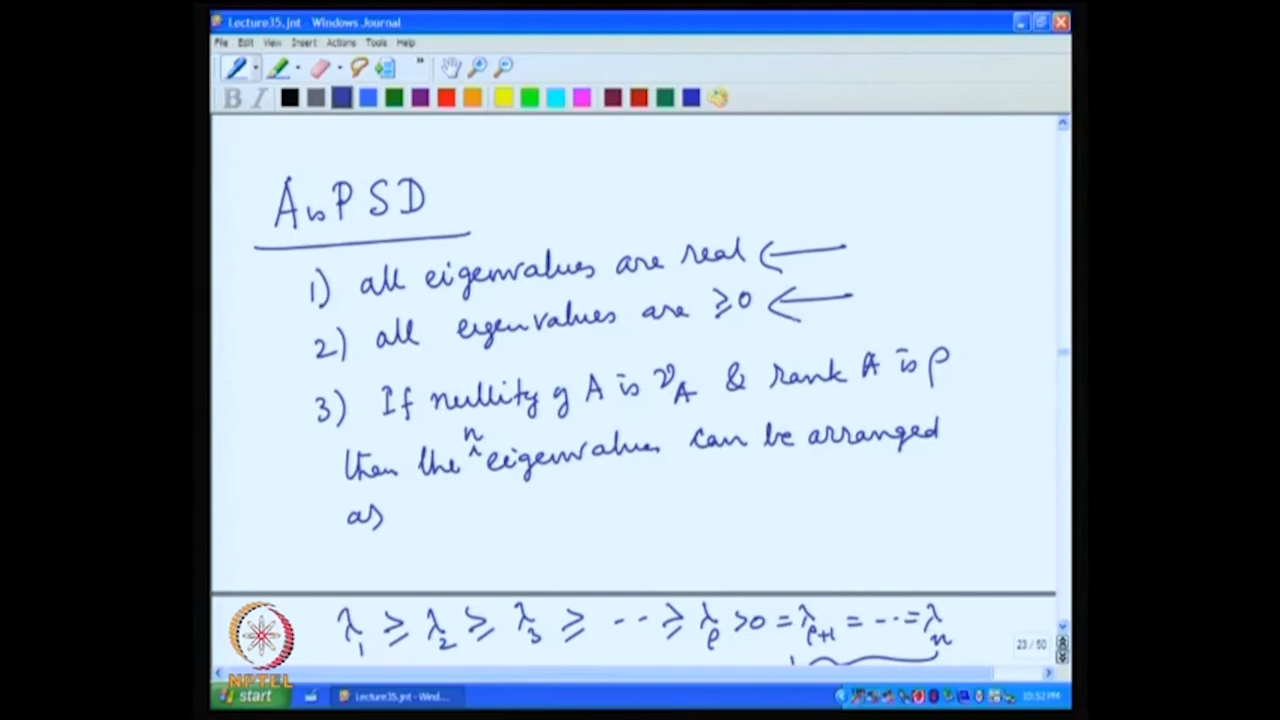 Lecture35.jnt - Windows Journal
File Edit View Insert Actions Tools Help
B I
A is PSD
1) all eigenvalues are real ←
2) all eigenvalues are ≥0 ←
3) If nullity of A is ν_A & rank A is ρ
then the n eigenvalues can be arranged
as
λ_1 ≥ λ_2 ≥ λ_3 ≥ -- ≥ λ_ρ >0 = λ_ρ+1 = --- = λ_n
23 / 50
NPTEL
start Lecture35.jnt - Wind... 10:52 PM